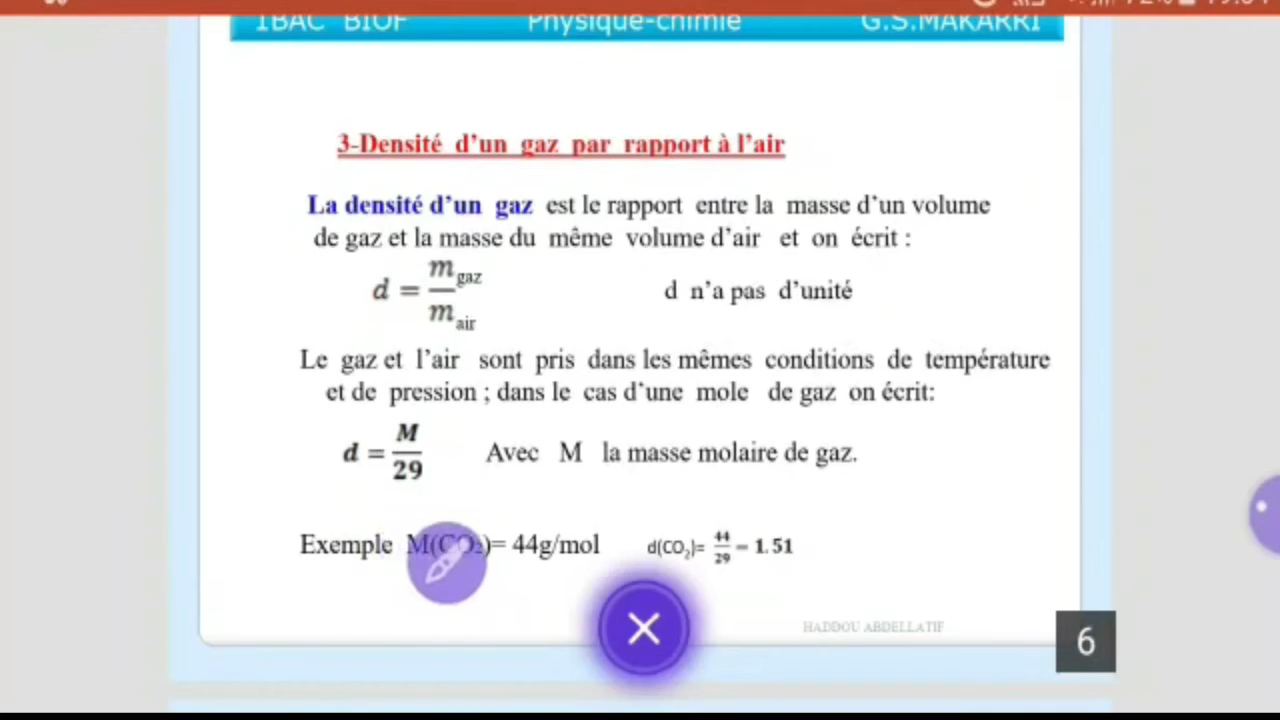 1BAC BIOF Physique-chimie G.S.MAKARRI
3-Densité d'un gaz par rapport à l'air
La densité d'un gaz est le rapport entre la masse d'un volume
de gaz et la masse du même volume d'air et on écrit :
d = m gaz / m air d n'a pas d'unité
Le gaz et l'air sont pris dans les mêmes conditions de température
et de pression ; dans le cas d'une mole de gaz on écrit:
d = M / 29 Avec M la masse molaire de gaz.
Exemple M(CO₂)= 44g/mol d(CO₂)= 44/29 = 1.51
HADDOU ABDELLATIF
6